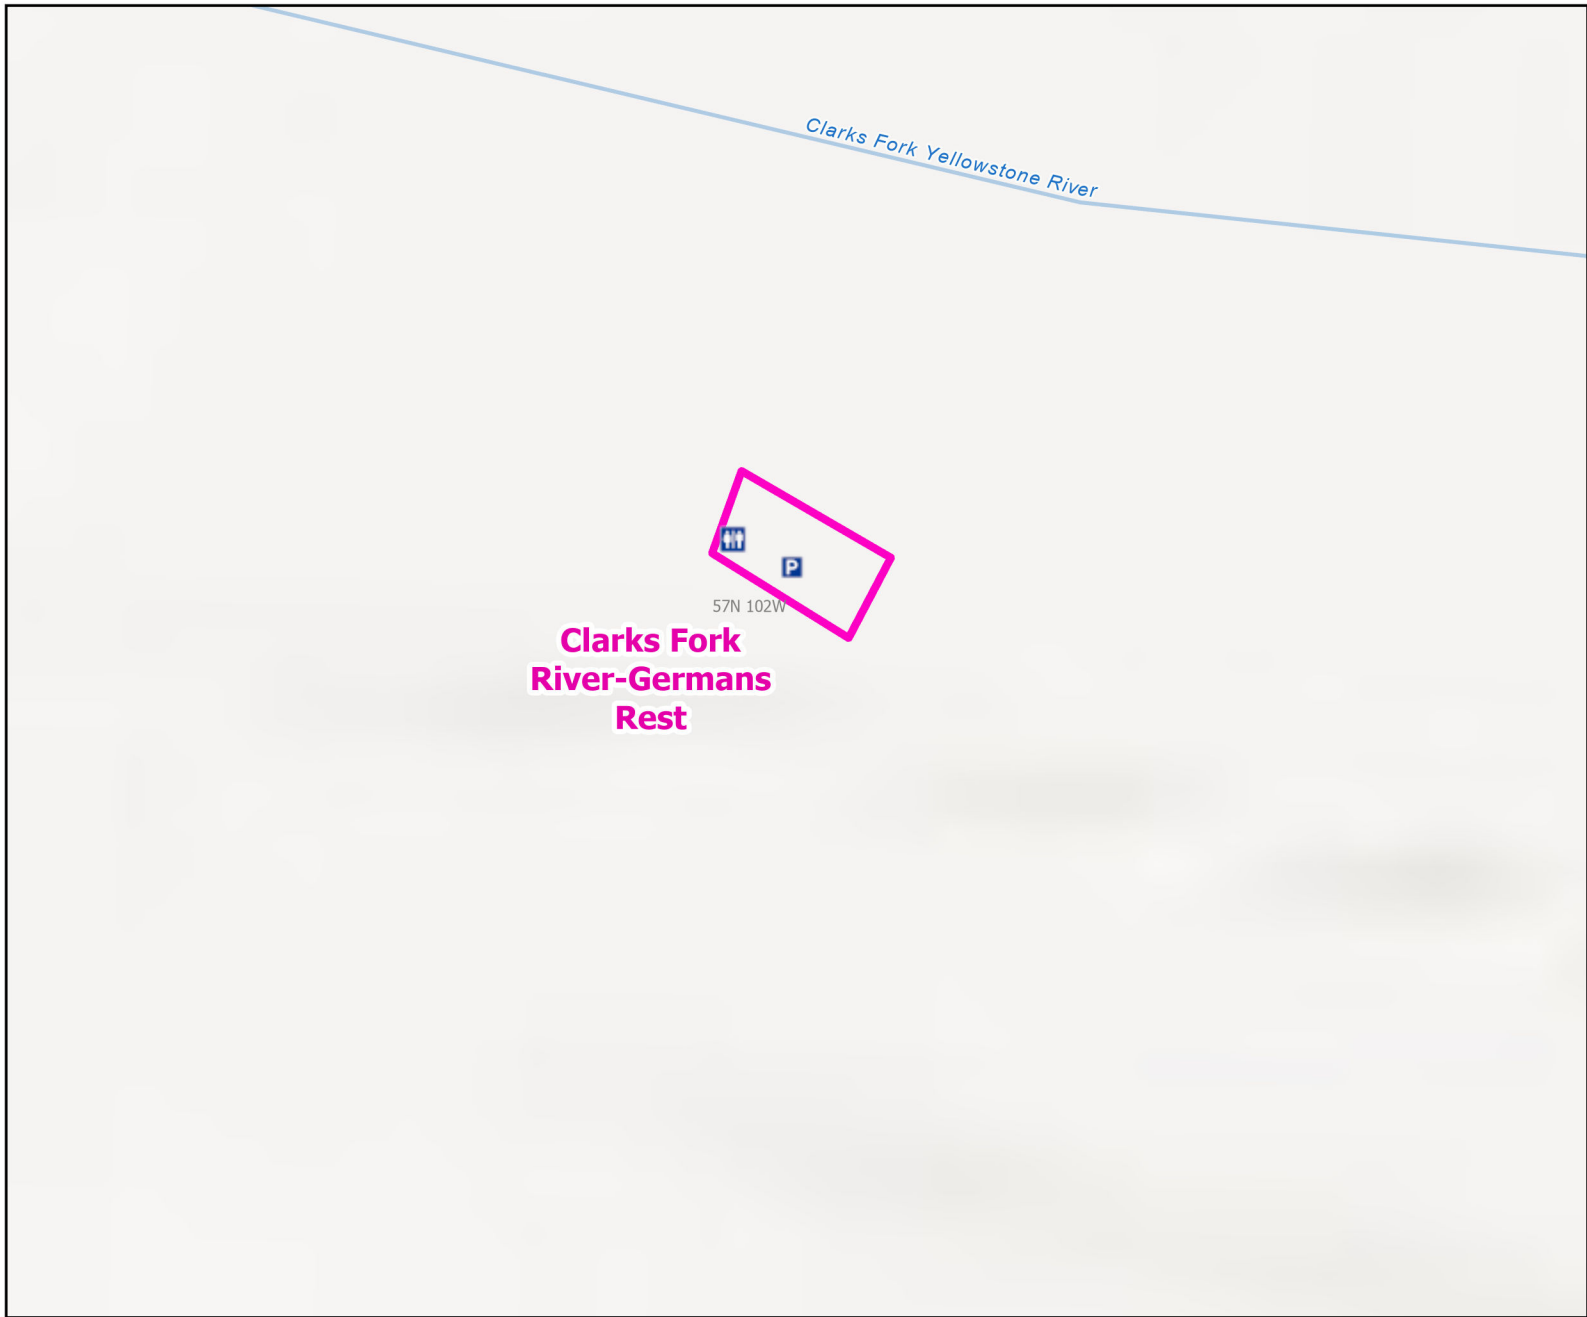 Clarks Fork Yellowstone River
P
57N 102W
Clarks Fork
River-Germans
Rest